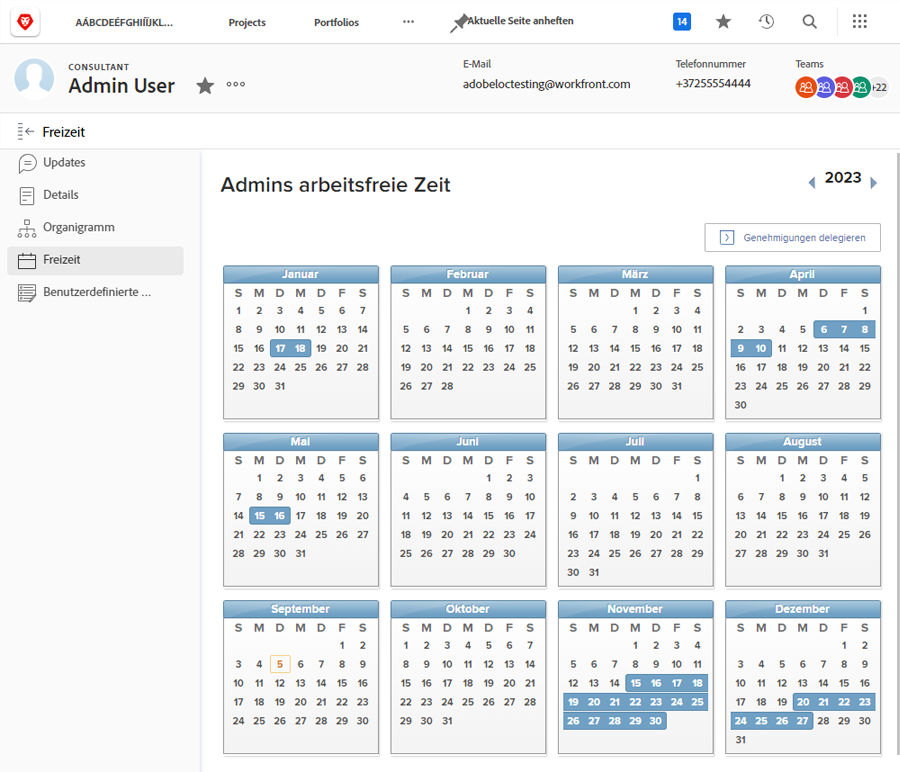 AÁBCDEÉFGHIÍÏJKL...
Projects
Portfolios
Aktuelle Seite anheften
14
CONSULTANT
Admin User
E-Mail
adobeloctesting@workfront.com
Telefonnummer
+37255554444
Teams
+22
Freizeit
Updates
Details
Organigramm
Freizeit
Benutzerdefinierte ...
Admins arbeitsfreie Zeit
2023
Genehmigungen delegieren
Januar
S M D M D F S
1 2 3 4 5 6 7
8 9 10 11 12 13 14
15 16 17 18 19 20 21
22 23 24 25 26 27 28
29 30 31
Februar
S M D M D F S
1 2 3 4
5 6 7 8 9 10 11
12 13 14 15 16 17 18
19 20 21 22 23 24 25
26 27 28
März
S M D M D F S
1 2 3 4
5 6 7 8 9 10 11
12 13 14 15 16 17 18
19 20 21 22 23 24 25
26 27 28 29 30 31
April
S M D M D F S
1
2 3 4 5 6 7 8
9 10 11 12 13 14 15
16 17 18 19 20 21 22
23 24 25 26 27 28 29
30
Mai
S M D M D F S
1 2 3 4 5 6
7 8 9 10 11 12 13
14 15 16 17 18 19 20
21 22 23 24 25 26 27
28 29 30 31
Juni
S M D M D F S
1 2 3
4 5 6 7 8 9 10
11 12 13 14 15 16 17
18 19 20 21 22 23 24
25 26 27 28 29 30
Juli
S M D M D F S
1
2 3 4 5 6 7 8
9 10 11 12 13 14 15
16 17 18 19 20 21 22
23 24 25 26 27 28 29
30 31
August
S M D M D F S
1 2 3 4 5
6 7 8 9 10 11 12
13 14 15 16 17 18 19
20 21 22 23 24 25 26
27 28 29 30 31
September
S M D M D F S
1 2
3 4 5 6 7 8 9
10 11 12 13 14 15 16
17 18 19 20 21 22 23
24 25 26 27 28 29 30
Oktober
S M D M D F S
1 2 3 4 5 6 7
8 9 10 11 12 13 14
15 16 17 18 19 20 21
22 23 24 25 26 27 28
29 30 31
November
S M D M D F S
1 2 3 4
5 6 7 8 9 10 11
12 13 14 15 16 17 18
19 20 21 22 23 24 25
26 27 28 29 30
Dezember
S M D M D F S
1 2
3 4 5 6 7 8 9
10 11 12 13 14 15 16
17 18 19 20 21 22 23
24 25 26 27 28 29 30
31